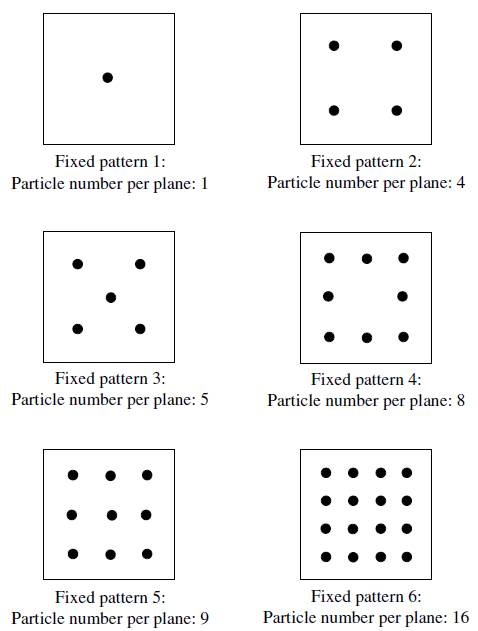 Fixed pattern 1:
Particle number per plane: 1
Fixed pattern 2:
Particle number per plane: 4
Fixed pattern 3:
Particle number per plane: 5
Fixed pattern 4:
Particle number per plane: 8
Fixed pattern 5:
Particle number per plane: 9
Fixed pattern 6:
Particle number per plane: 16